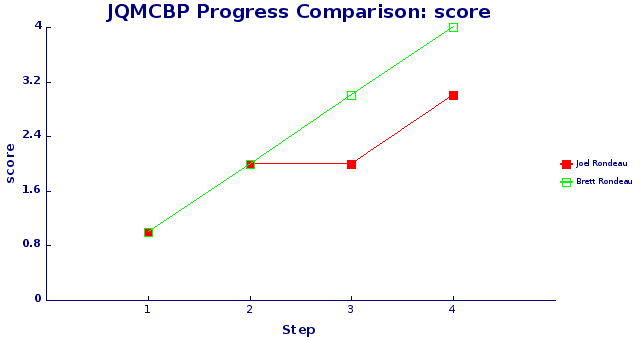 JQMCBP Progress Comparison: score
4
3.2
2.4
1.6
0.8
0
score
1 2 3 4
Step
Joel Rondeau
Brett Rondeau